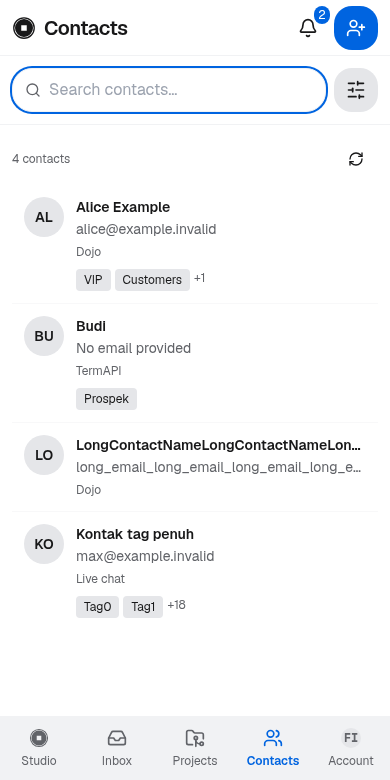 Contacts
2
Search contacts...
4 contacts
AL
Alice Example
alice@example.invalid
Dojo
VIP
Customers
+1
BU
Budi
No email provided
TermAPI
Prospek
LO
LongContactNameLongContactNameLon...
long_email_long_email_long_email_long_e...
Dojo
KO
Kontak tag penuh
max@example.invalid
Live chat
Tag0
Tag1
+18
Studio
Inbox
Projects
Contacts
FI
Account